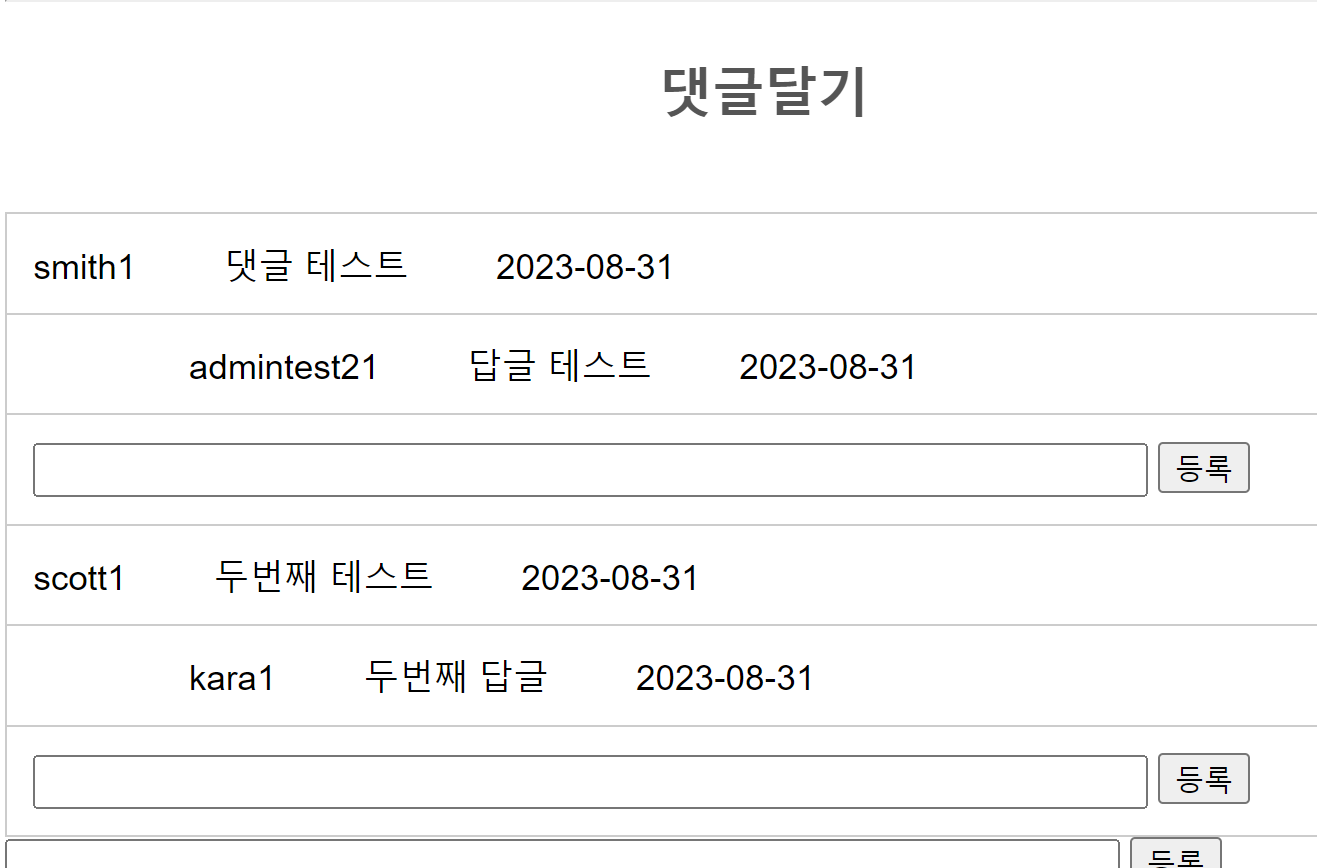 댓글달기
smith1 댓글 테스트 2023-08-31
admintest21 답글 테스트 2023-08-31
등록
scott1 두번째 테스트 2023-08-31
kara1 두번째 답글 2023-08-31
등록
등록